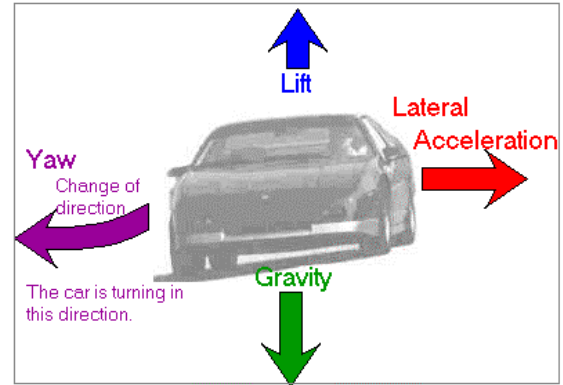 Lift
Lateral
Acceleration
Yaw
Change of
direction
Gravity
The car is turning in
this direction.